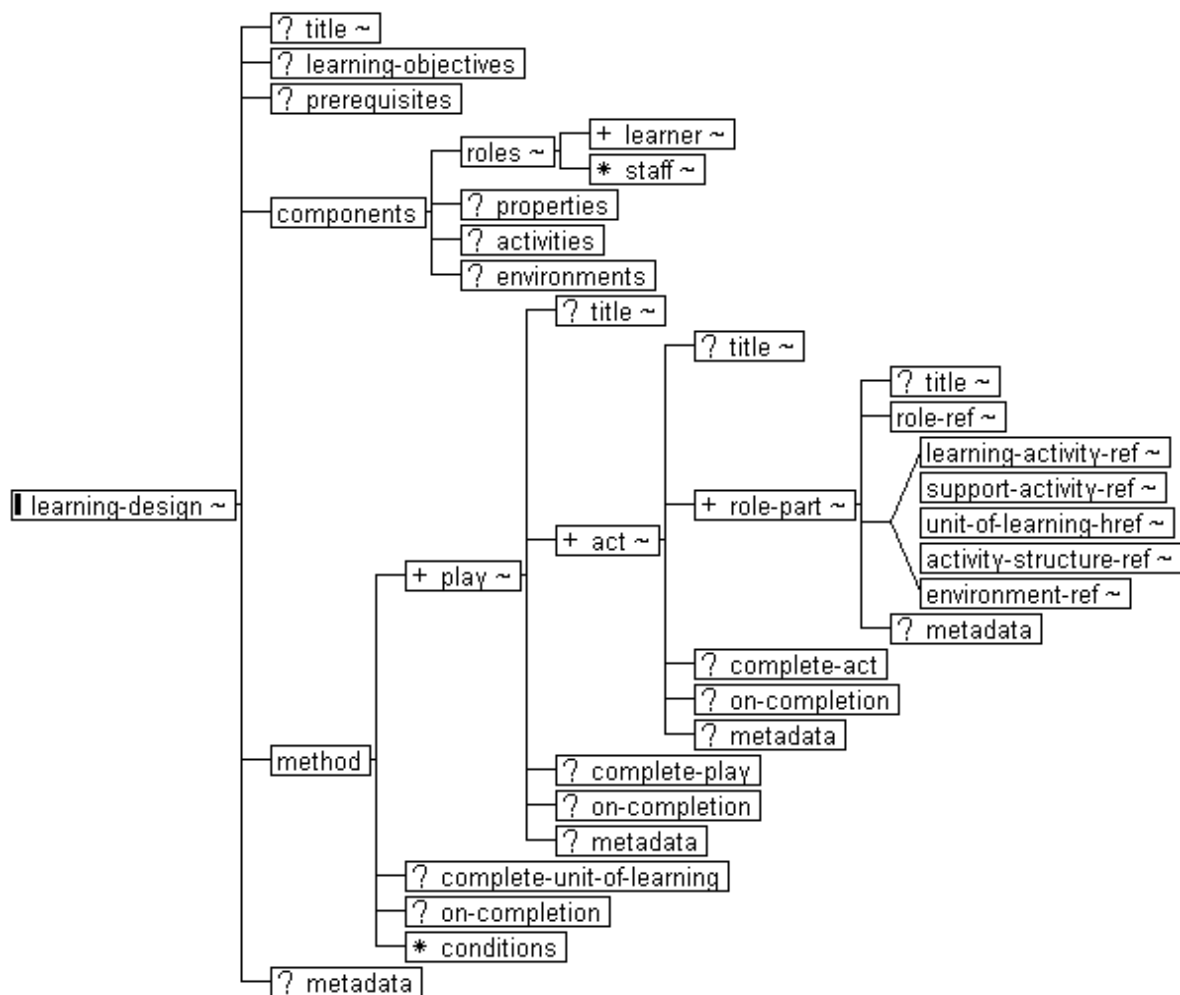 ? title ~
? learning-objectives
? prerequisites
+ learner ~
roles ~
* staff ~
? properties
components
? activities
? environments
? title ~
? title ~
? title ~
role-ref ~
learning-activity-ref ~
support-activity-ref ~
learning-design ~
+ role-part ~
unit-of-learning-href ~
+ act ~
activity-structure-ref ~
+ play ~
environment-ref ~
? metadata
? complete-act
? on-completion
? metadata
method
? complete-play
? on-completion
? metadata
? complete-unit-of-learning
? on-completion
* conditions
? metadata